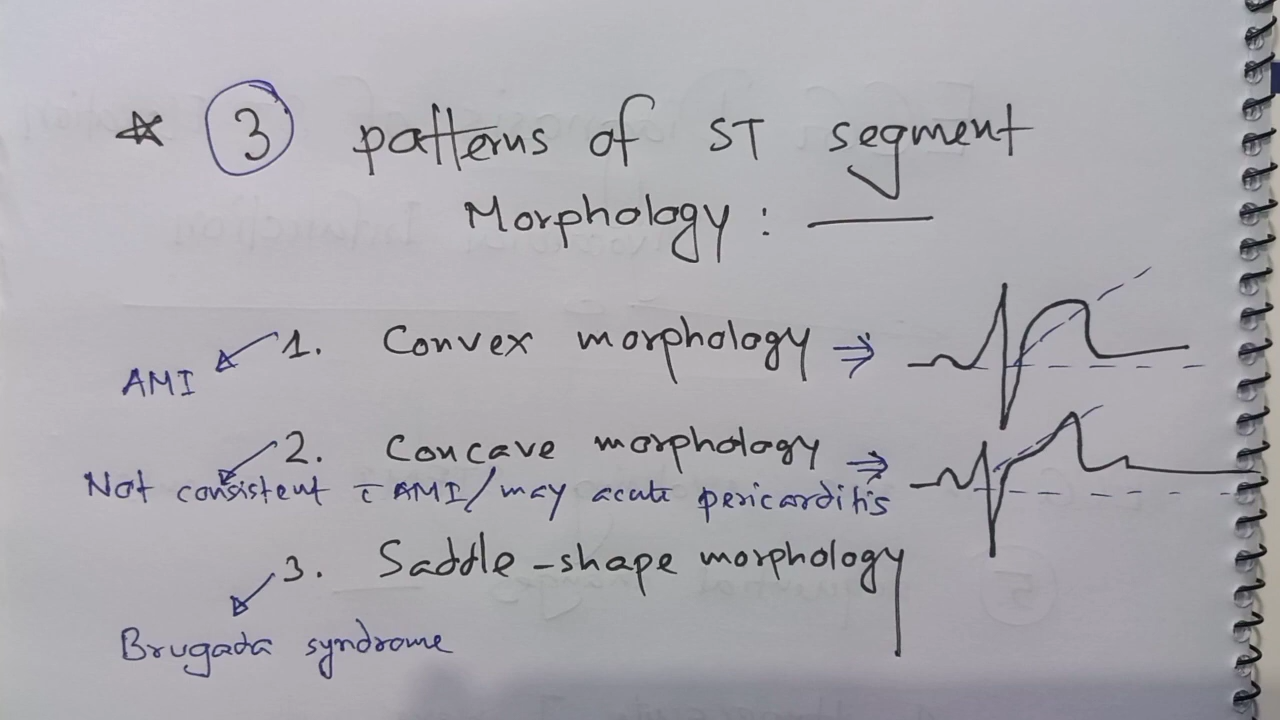 ☆ 3 patterns of ST segment
Morphology : —
1. Convex morphology ⇒
AMI
2. Concave morphology ⇒
Not consistent c̄ AMI/may acute pericarditis
3. Saddle-shape morphology
Brugada syndrome